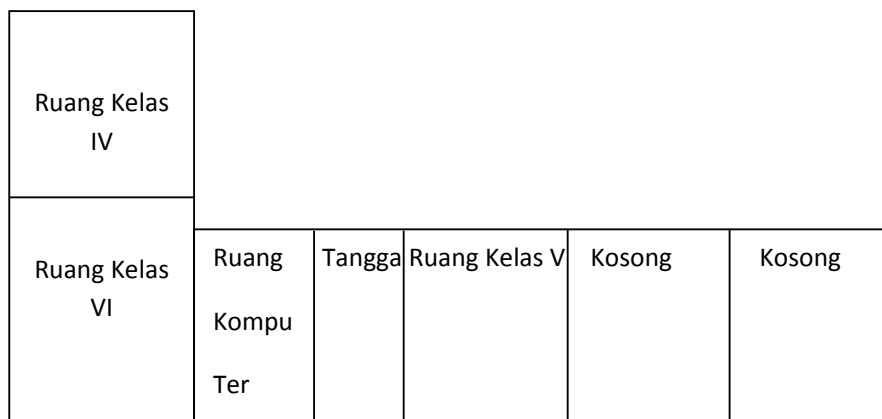 Ruang Kelas
IV
Ruang Kelas
VI
Ruang
Kompu
Ter
Tangga
Ruang Kelas V
Kosong
Kosong